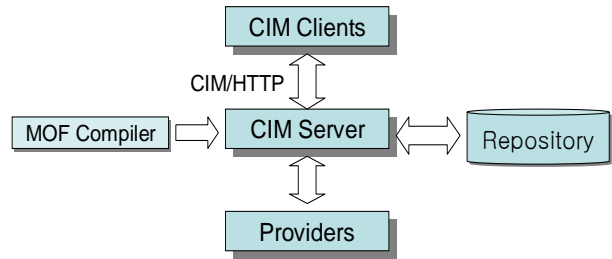 CIM Clients
CIM/HTTP
MOF Compiler
CIM Server
Repository
Providers